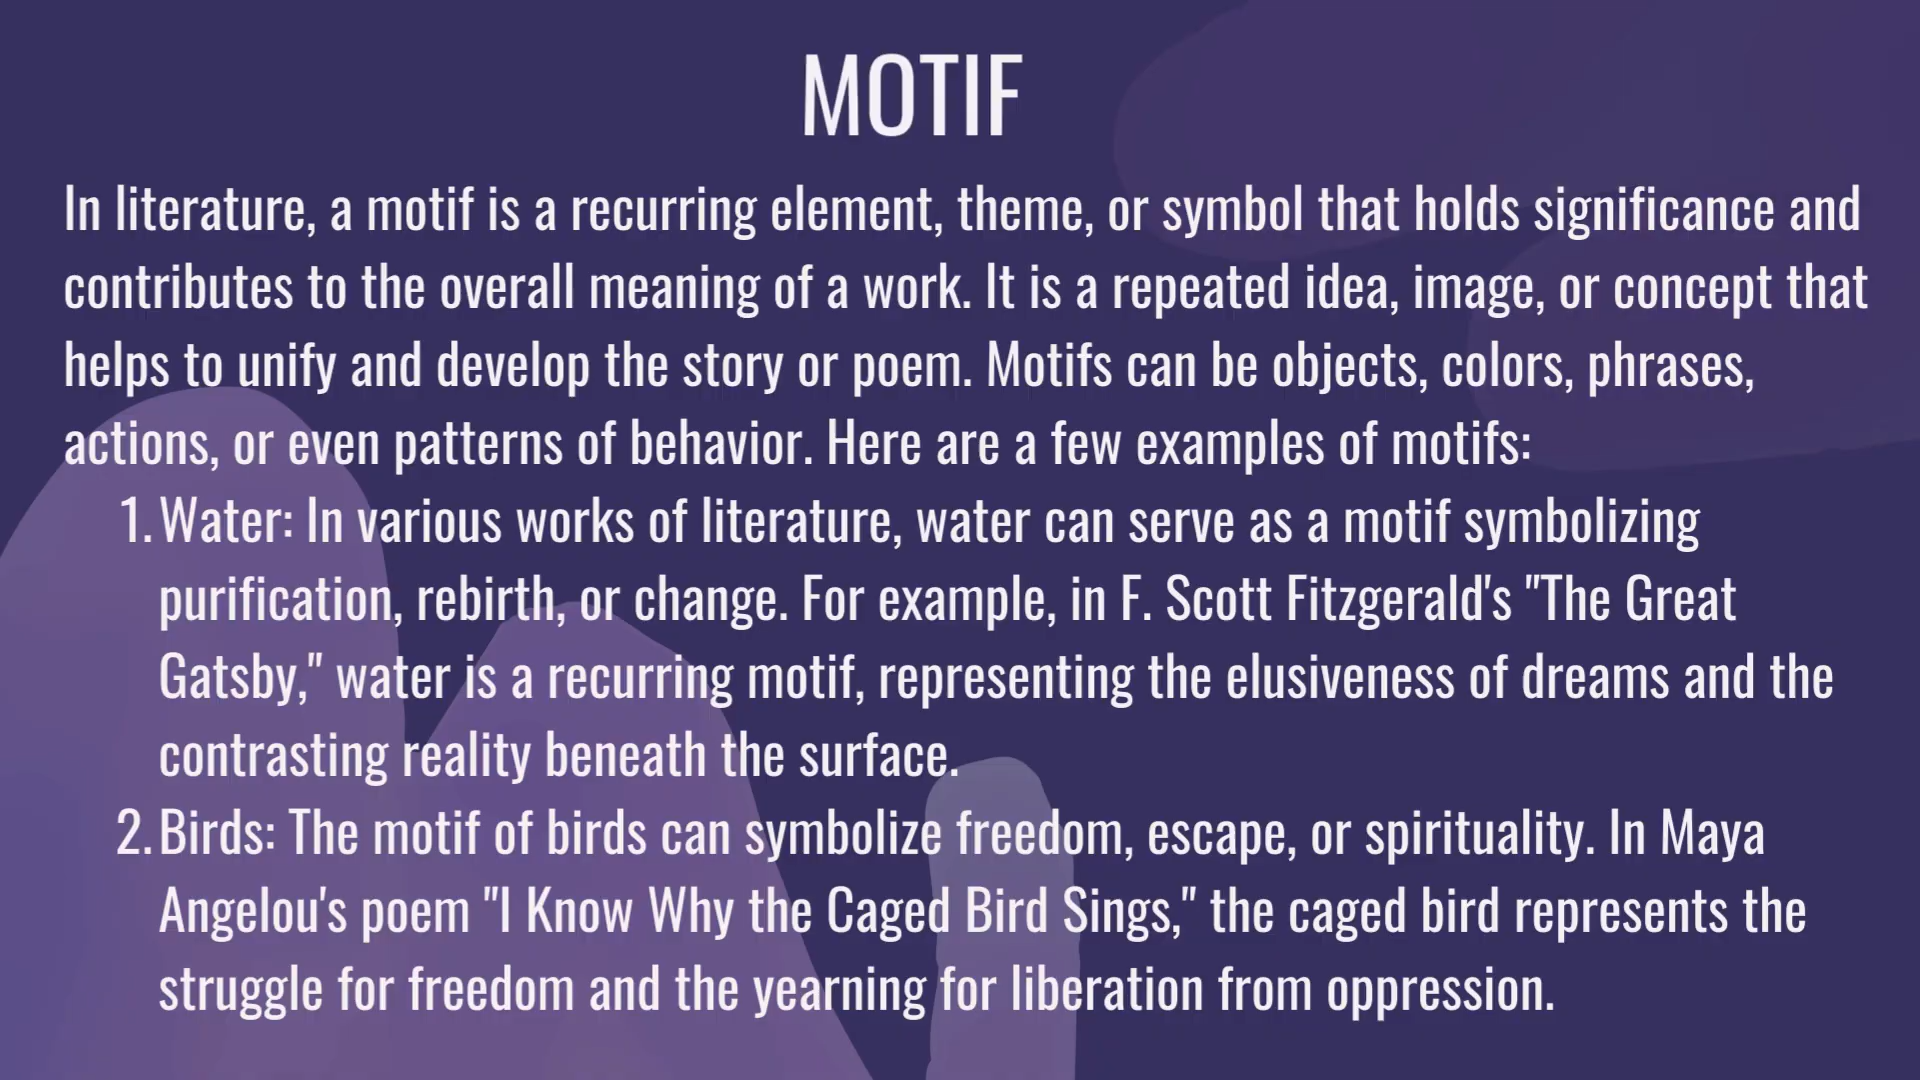 MOTIF
In literature, a motif is a recurring element, theme, or symbol that holds significance and
contributes to the overall meaning of a work. It is a repeated idea, image, or concept that
helps to unify and develop the story or poem. Motifs can be objects, colors, phrases,
actions, or even patterns of behavior. Here are a few examples of motifs:
1. Water: In various works of literature, water can serve as a motif symbolizing
purification, rebirth, or change. For example, in F. Scott Fitzgerald's "The Great
Gatsby," water is a recurring motif, representing the elusiveness of dreams and the
contrasting reality beneath the surface.
2. Birds: The motif of birds can symbolize freedom, escape, or spirituality. In Maya
Angelou's poem "I Know Why the Caged Bird Sings," the caged bird represents the
struggle for freedom and the yearning for liberation from oppression.